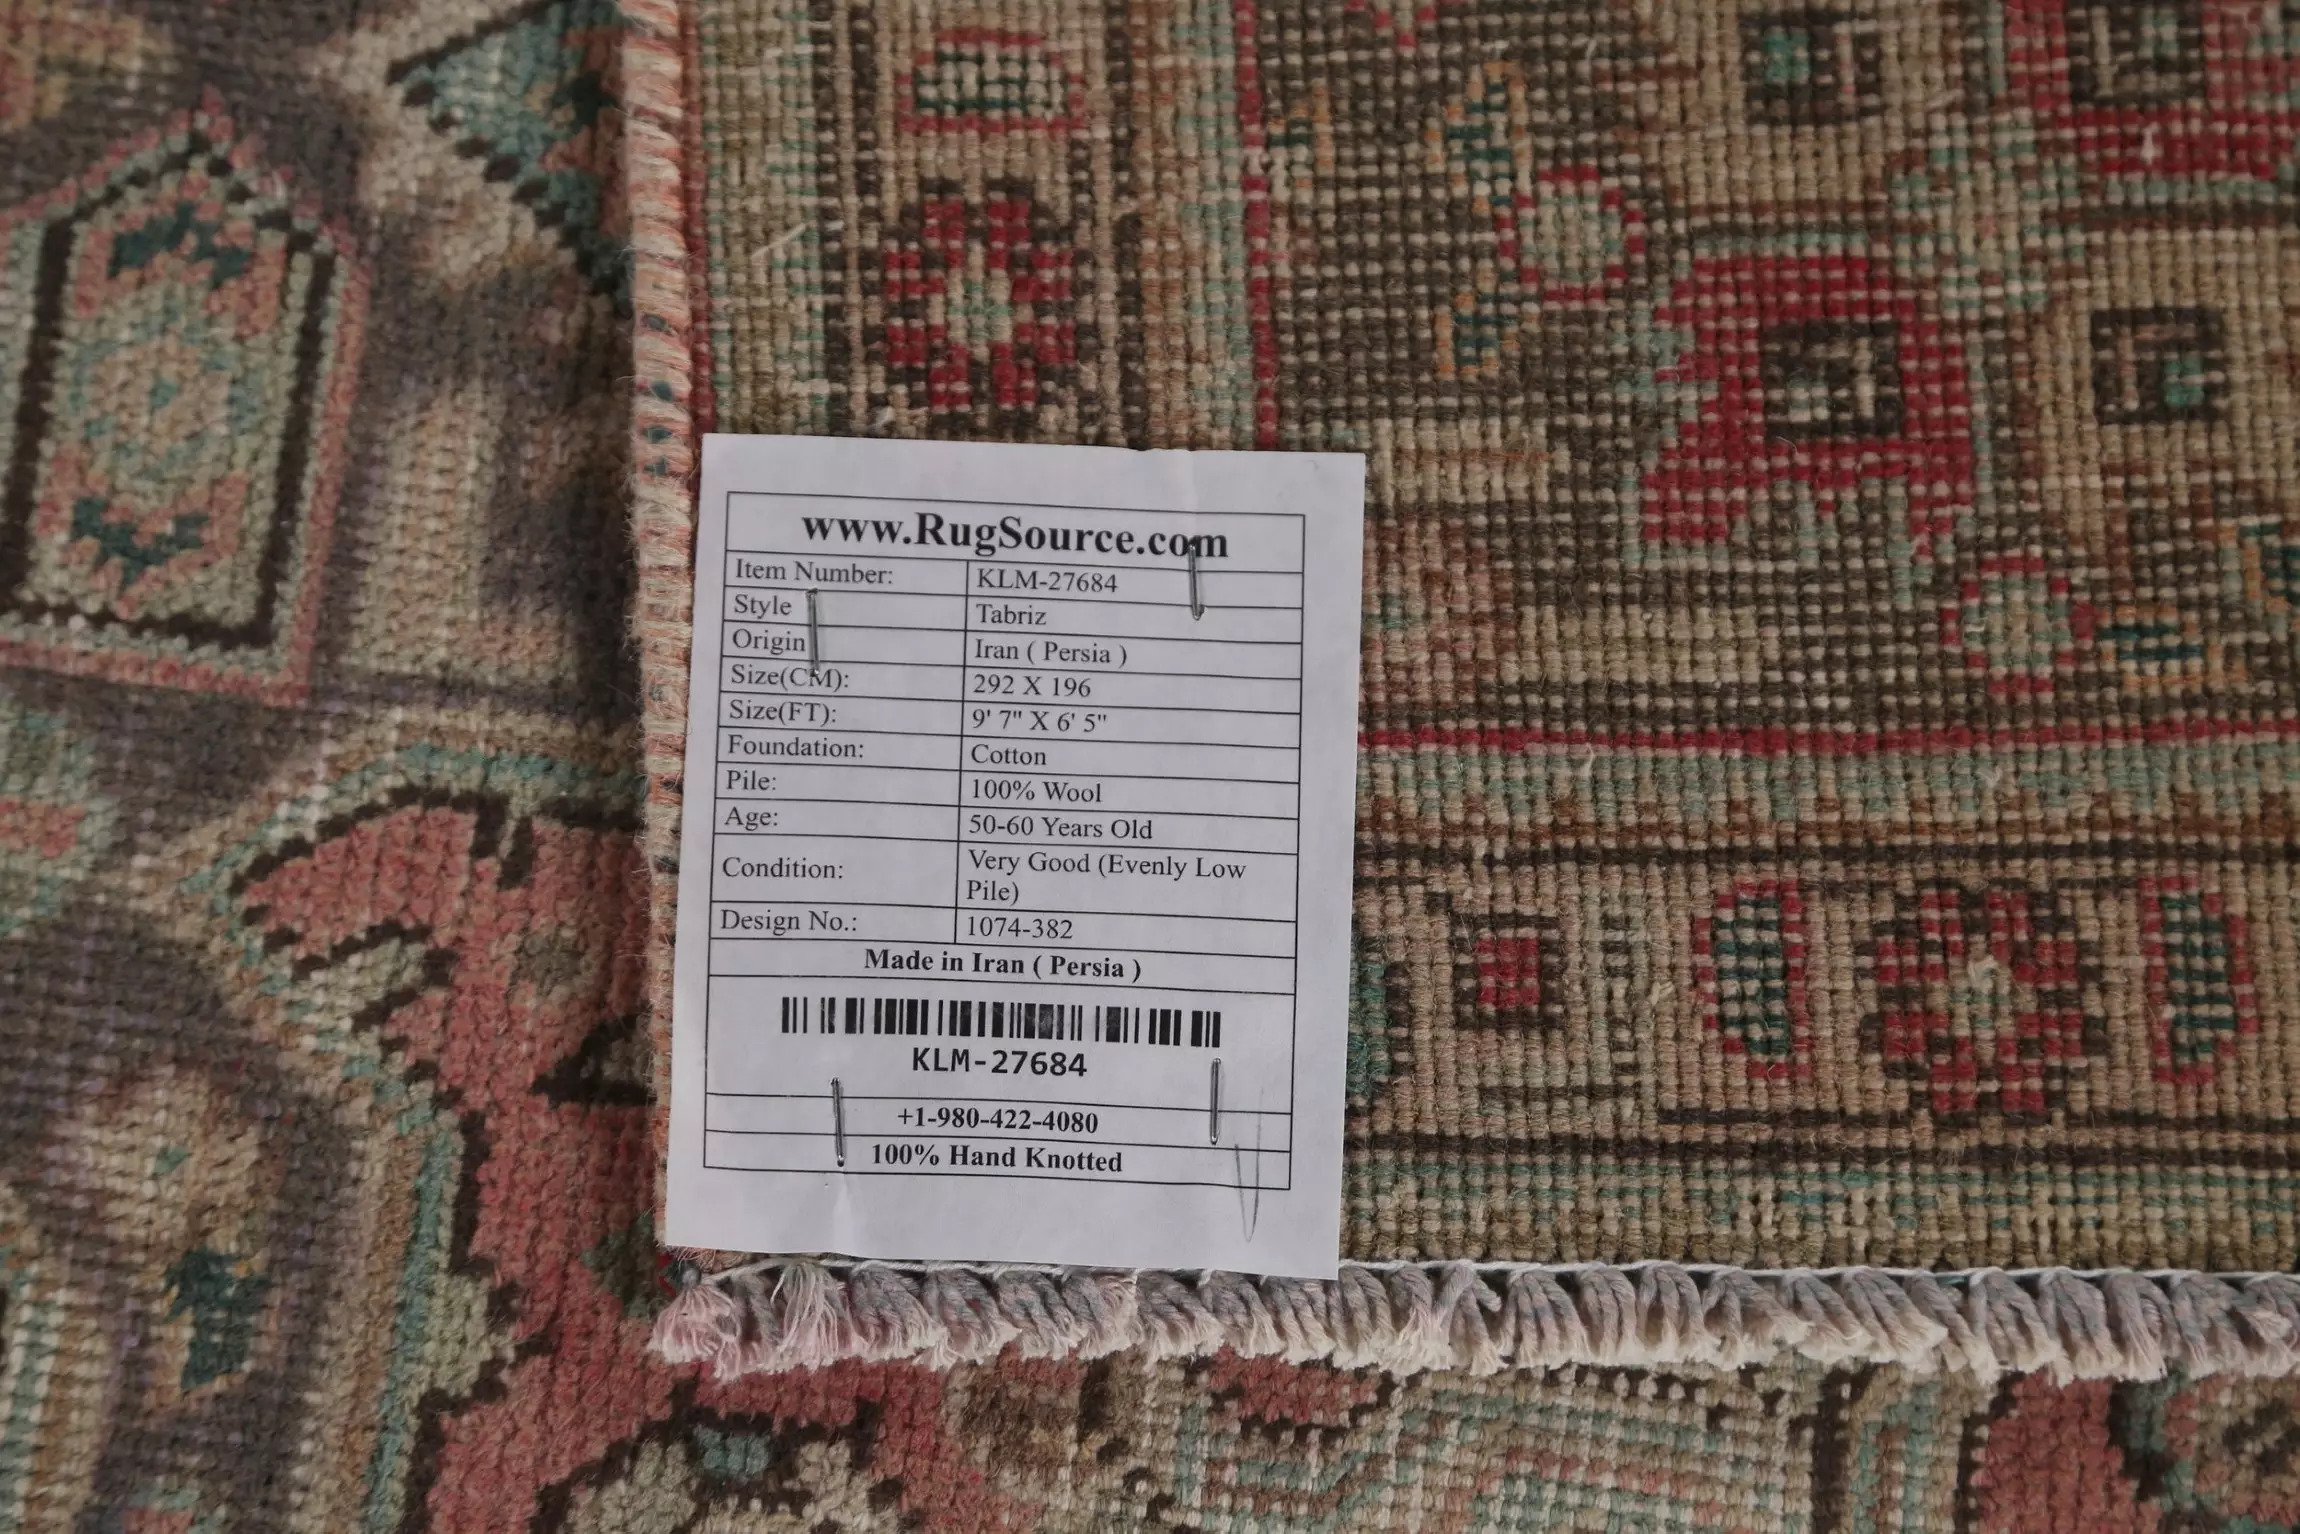 www.RugSource.com
Item Number: KLM-27684
Style Tabriz
Origin Iran ( Persia )
Size(CM): 292 X 196
Size(FT): 9' 7" X 6' 5"
Foundation: Cotton
Pile: 100% Wool
Age: 50-60 Years Old
Condition: Very Good (Evenly Low
Pile)
Design No.: 1074-382
Made in Iran ( Persia )
KLM-27684
+1-980-422-4080
100% Hand Knotted